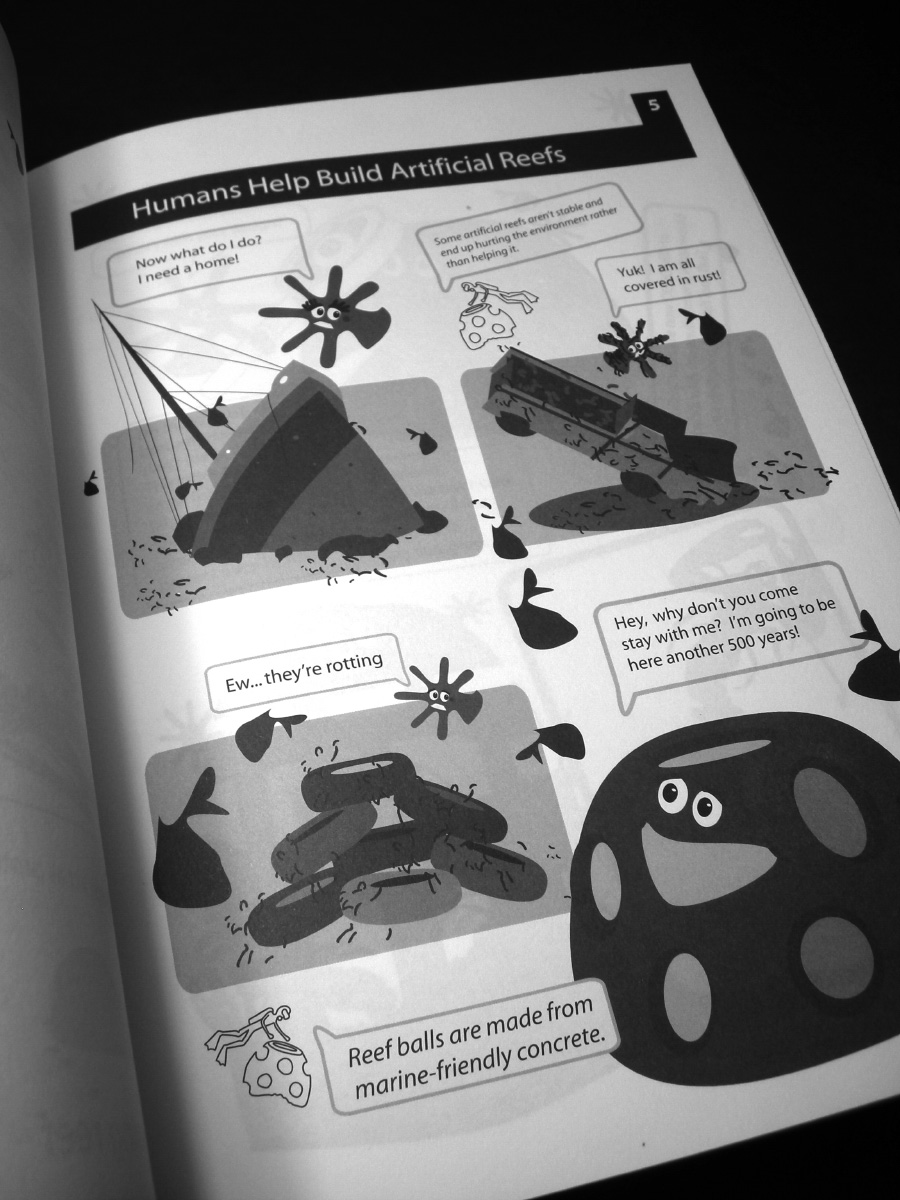 5
Humans Help Build Artificial Reefs
Now what do I do?
I need a home!
Some artificial reefs aren't stable and
end up hurting the environment rather
than helping it.
Yuk! I am all
covered in rust!
Ew... they're rotting
Hey, why don't you come
stay with me? I'm going to be
here another 500 years!
Reef balls are made from
marine-friendly concrete.